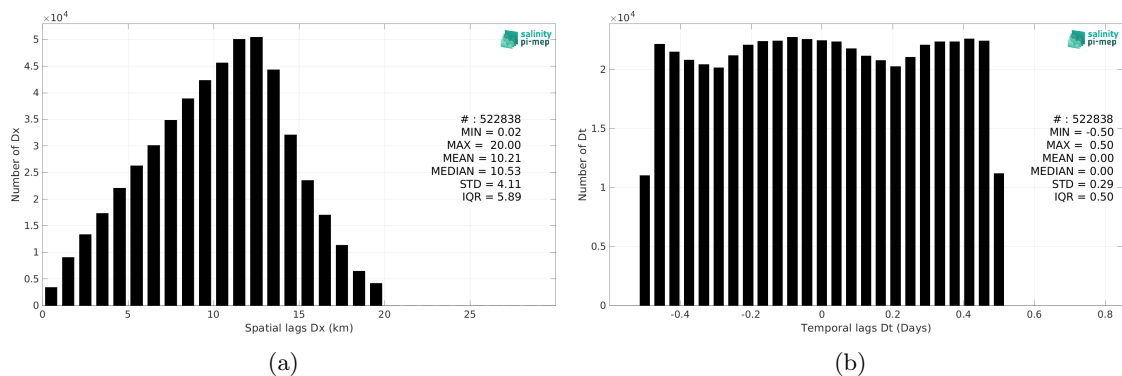 ×10⁴
5
4.5
4
3.5
3
2.5
2
1.5
1
0.5
0
Number of Dx
0 5 10 15 20 25
Spatial lags Dx (km)
salinity
pi-mep
# : 522838
MIN = 0.02
MAX = 20.00
MEAN = 10.21
MEDIAN = 10.53
STD = 4.11
IQR = 5.89
(a)
×10⁴
2
1.5
1
0.5
0
Number of Dt
-0.4 -0.2 0 0.2 0.4 0.6 0.8
Temporal lags Dt (Days)
salinity
pi-mep
# : 522838
MIN = -0.50
MAX = 0.50
MEAN = 0.00
MEDIAN = 0.00
STD = 0.29
IQR = 0.50
(b)